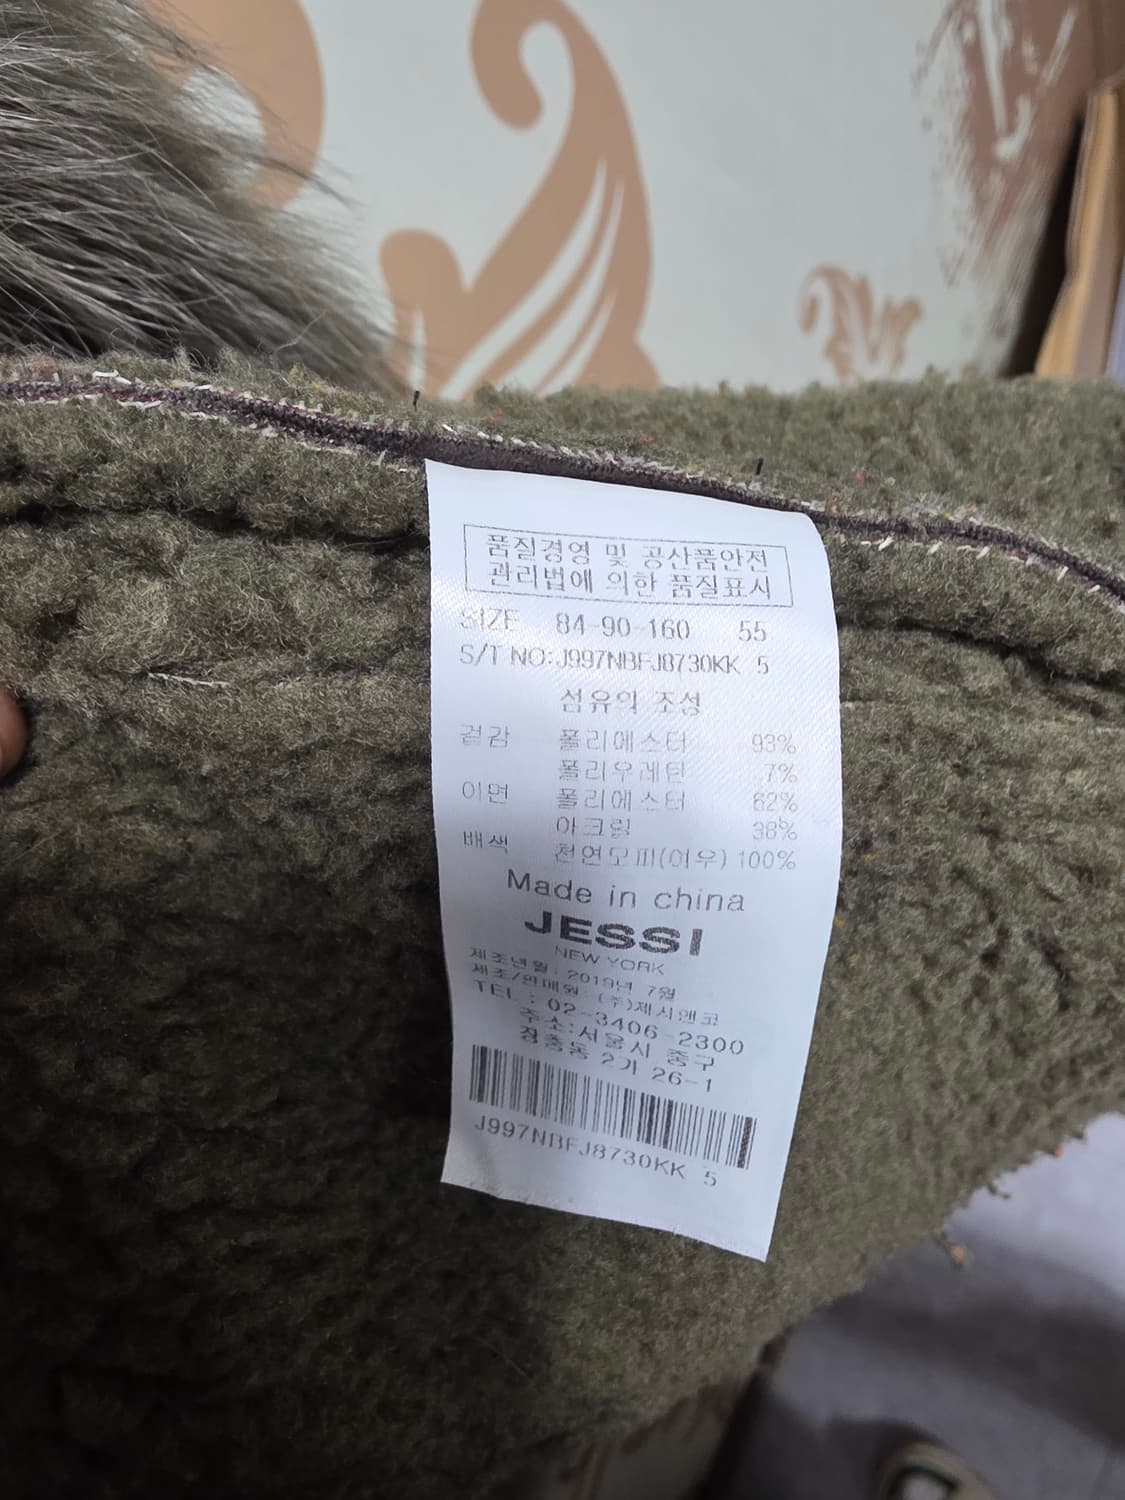 품질경영 및 공산품안전
관리법에 의한 품질표시
SIZE 84-90-160 55
S/T NO:J997NBFJ8730KK 5
섬유의 조성
겉감 폴리에스터 93%
폴리우레탄 7%
이면 폴리에스터 62%
아크릴 38%
배색 천연모피(여우) 100%
Made in china
JESSI
NEW YORK
제조년월: 2019년 7월
제조/판매원: (주)제시앤코
TEL : 02-3406-2300
주소:서울시 중구
장충동 2가 26-1
J997NBFJ8730KK 5